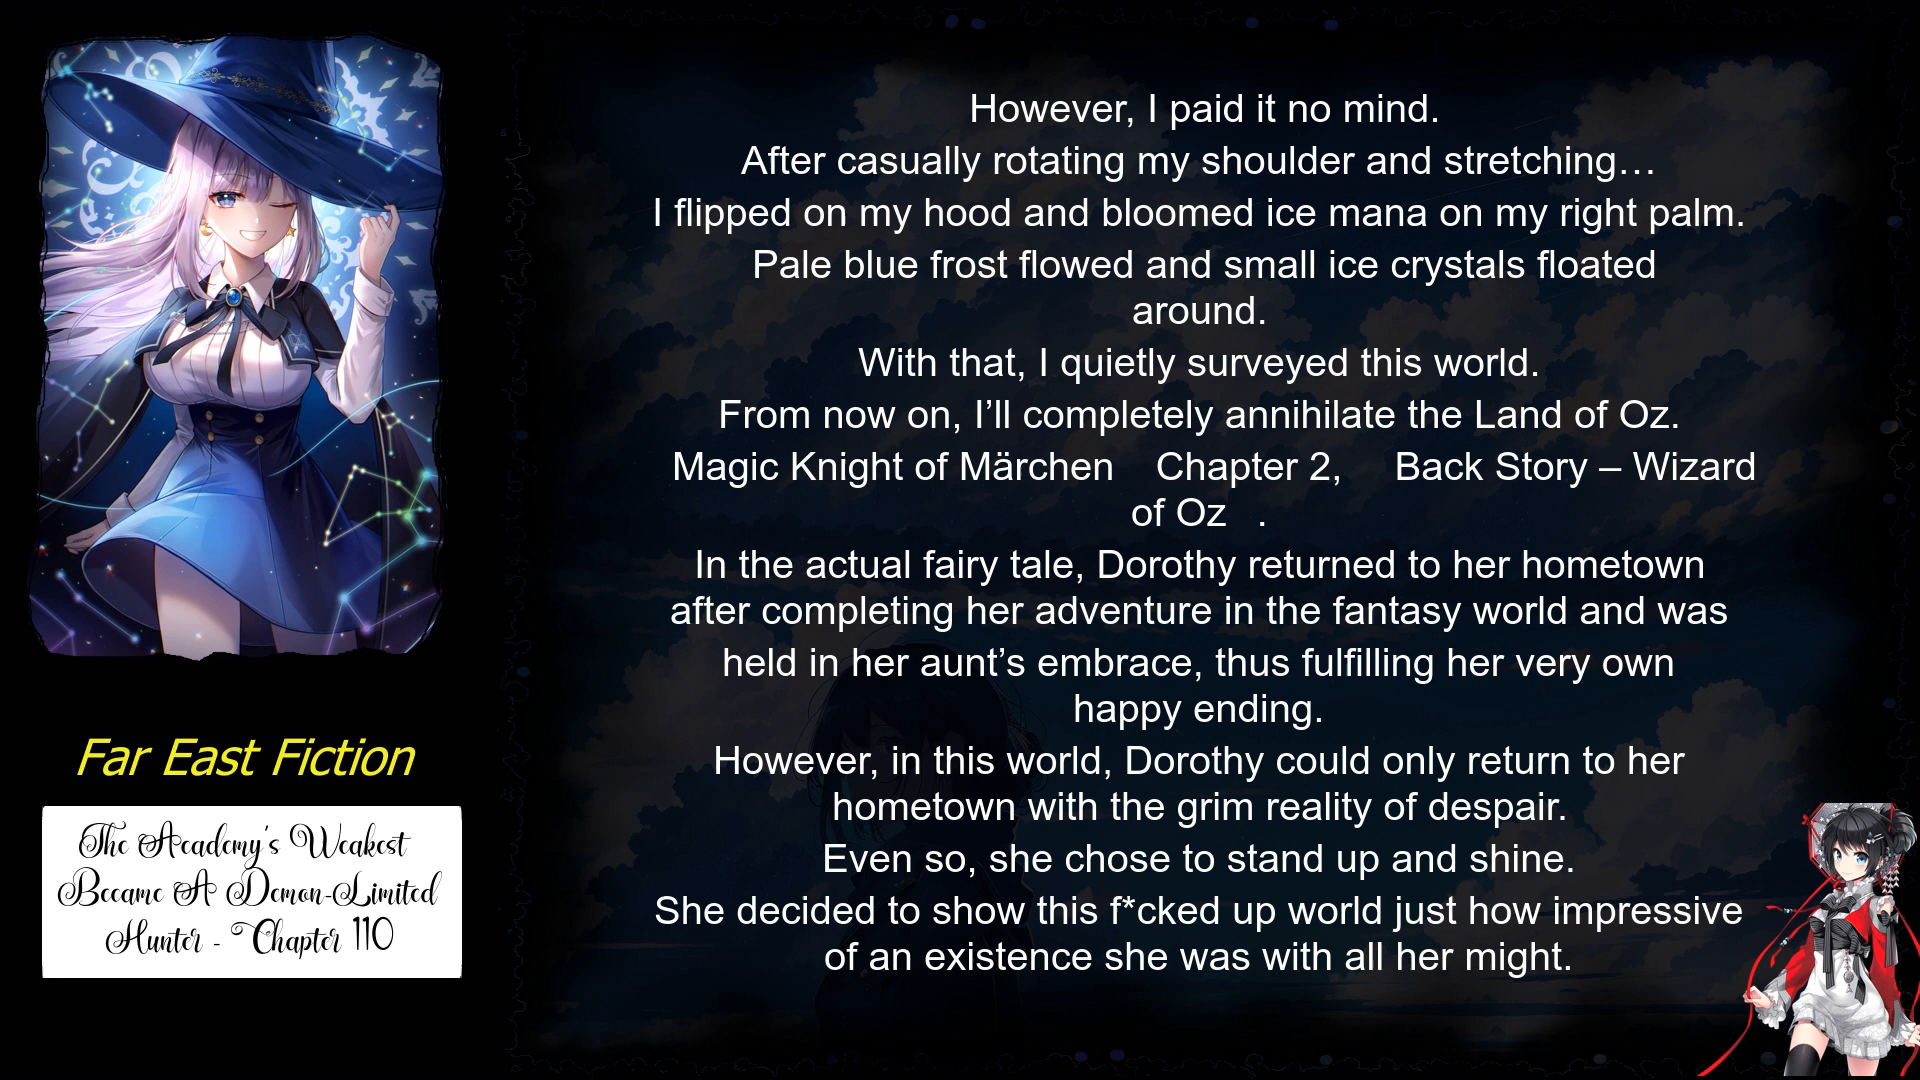 However, I paid it no mind.
After casually rotating my shoulder and stretching…
I flipped on my hood and bloomed ice mana on my right palm.
Pale blue frost flowed and small ice crystals floated
around.
With that, I quietly surveyed this world.
From now on, I’ll completely annihilate the Land of Oz.
Magic Knight of Märchen Chapter 2, Back Story – Wizard
of Oz .
In the actual fairy tale, Dorothy returned to her hometown
after completing her adventure in the fantasy world and was
held in her aunt’s embrace, thus fulfilling her very own
happy ending.
However, in this world, Dorothy could only return to her
hometown with the grim reality of despair.
Even so, she chose to stand up and shine.
She decided to show this f*cked up world just how impressive
of an existence she was with all her might.
Far East Fiction
The Academy's Weakest
Became A Demon-Limited
Hunter - Chapter 110